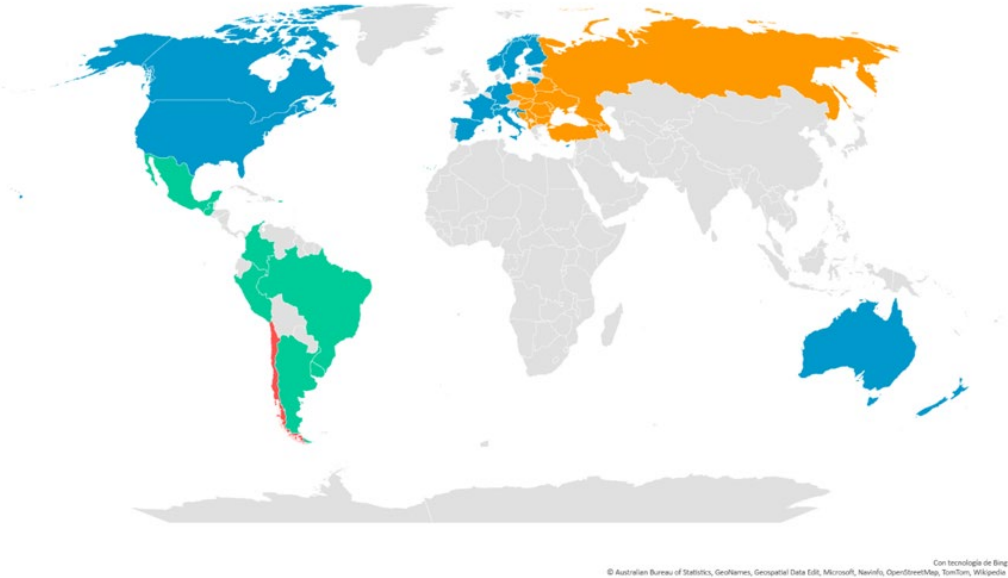 Con tecnología de Bing
© Australian Bureau of Statistics, GeoNames, Geospatial Data Edit, Microsoft, Navinfo, OpenStreetMap, TomTom, Wikipedia